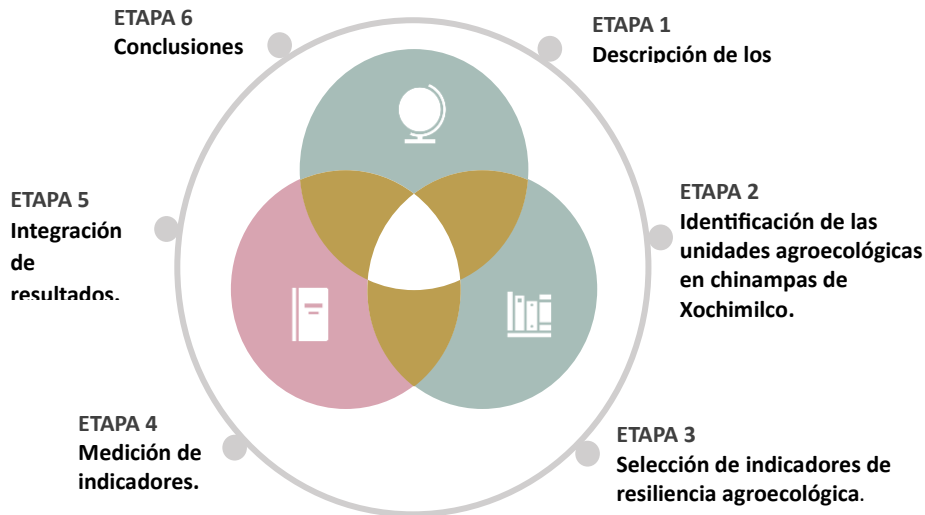 ETAPA 6
Conclusiones
ETAPA 1
Descripción de los
ETAPA 2
Identificación de las
unidades agroecológicas
en chinampas de
Xochimilco.
ETAPA 3
Selección de indicadores de
resiliencia agroecológica.
ETAPA 4
Medición de
indicadores.
ETAPA 5
Integración
de
resultados.